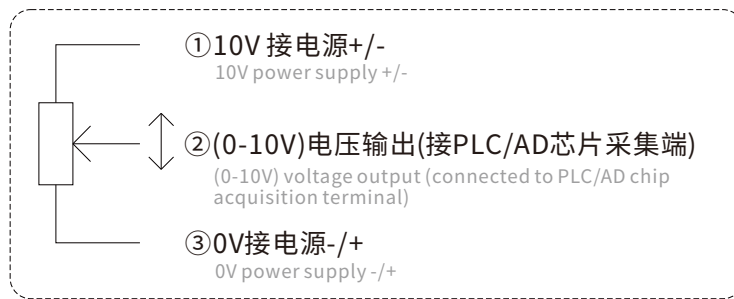 ①10V 接电源+/-
10V power supply +/-
②(0-10V)电压输出(接PLC/AD芯片采集端)
(0-10V) voltage output (connected to PLC/AD chip
acquisition terminal)
③0V接电源-/+
0V power supply -/+